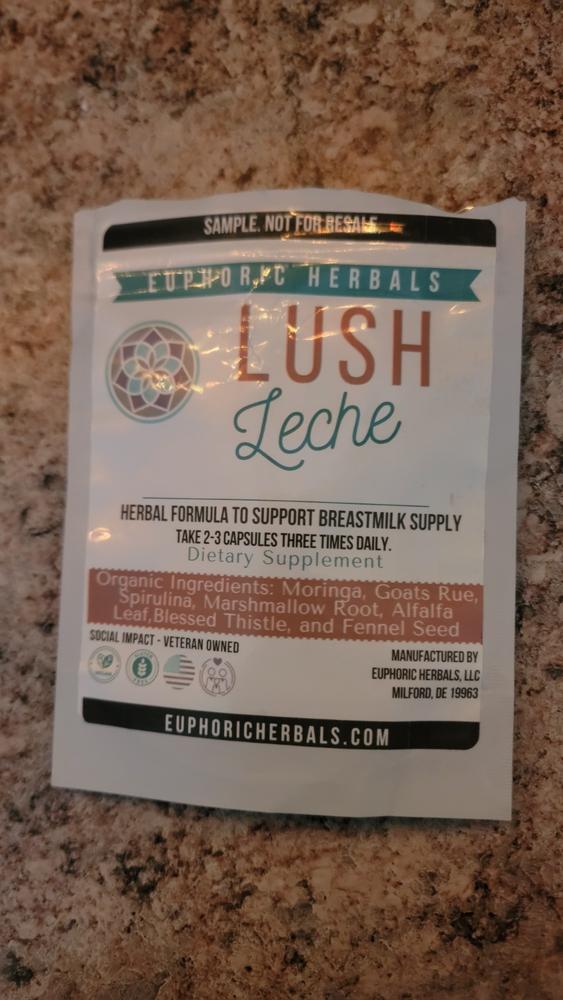 SAMPLE. NOT FOR RESALE.
EUPHORIC HERBALS
LUSH
Leche
HERBAL FORMULA TO SUPPORT BREASTMILK SUPPLY
TAKE 2-3 CAPSULES THREE TIMES DAILY.
Dietary Supplement
Organic Ingredients: Moringa, Goats Rue,
Spirulina, Marshmallow Root, Alfalfa
Leaf,Blessed Thistle, and Fennel Seed
SOCIAL IMPACT - VETERAN OWNED
MANUFACTURED BY
EUPHORIC HERBALS, LLC
MILFORD, DE 19963
EUPHORICHERBALS.COM